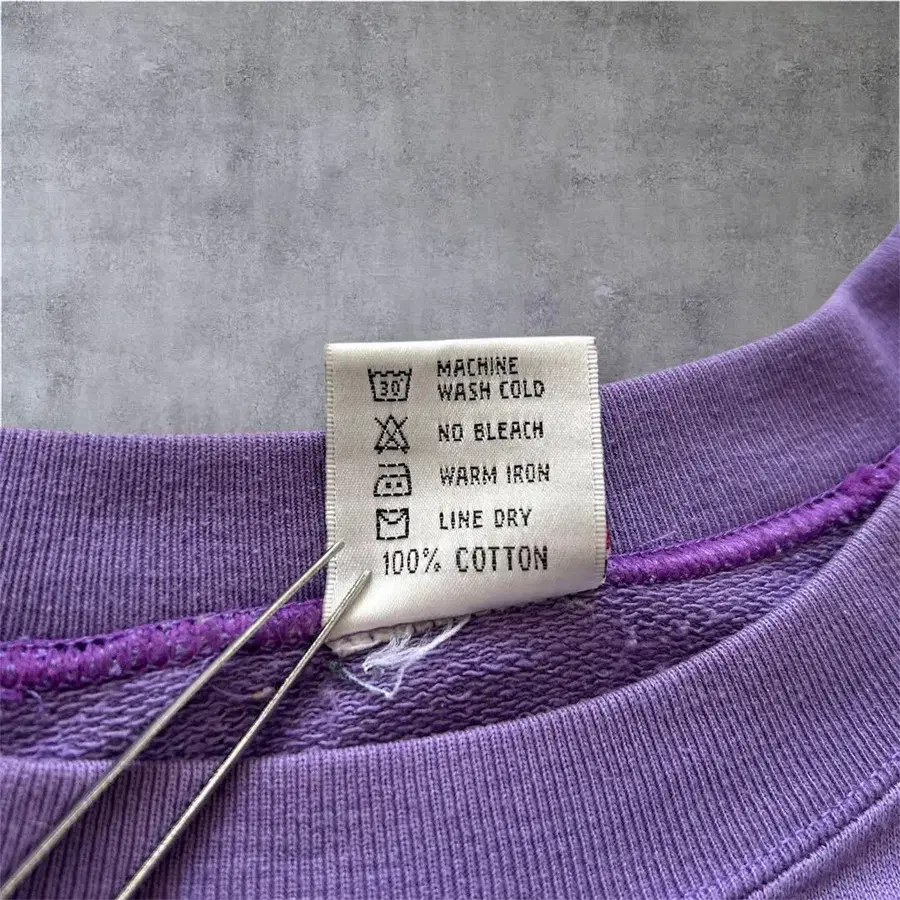 30°
MACHINE
WASH COLD
NO BLEACH
WARM IRON
LINE DRY
100% COTTON